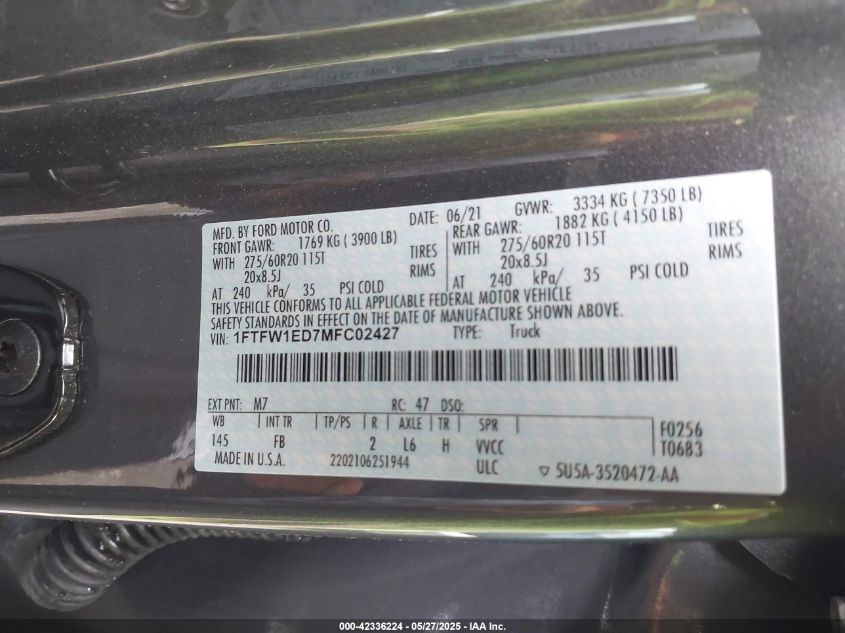 MFD. BY FORD MOTOR CO. DATE: 06/21 GVWR: 3334 KG ( 7350 LB)
FRONT GAWR: 1769 KG ( 3900 LB) REAR GAWR: 1882 KG ( 4150 LB)
WITH 275/60R20 115T TIRES WITH 275/60R20 115T TIRES
20x8.5J RIMS 20x8.5J RIMS
AT 240 kPa/ 35 PSI COLD AT 240 kPa/ 35 PSI COLD
THIS VEHICLE CONFORMS TO ALL APPLICABLE FEDERAL MOTOR VEHICLE
SAFETY STANDARDS IN EFFECT ON THE DATE OF MANUFACTURE SHOWN ABOVE.
VIN: 1FTFW1ED7MFC02427 TYPE: Truck
EXT PNT: M7 RC: 47 DSO:
WB INT TR TP/PS R AXLE TR SPR F0256
145 FB 2 L6 H VVCC T0683
MADE IN U.S.A. 2202106251944 ULC ▽ SU5A-3520472-AA
000-42336224 — 05/27/2025 — IAA Inc.